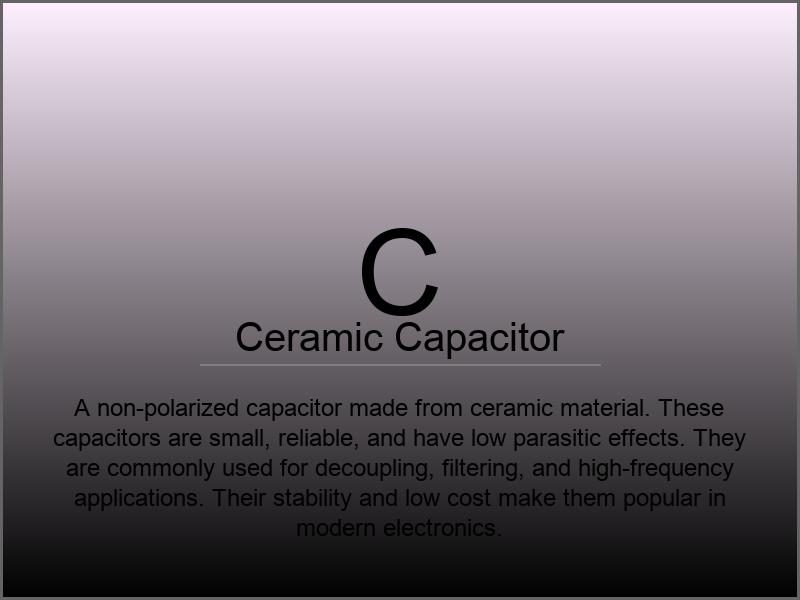 C
Ceramic Capacitor
A non-polarized capacitor made from ceramic material. These
capacitors are small, reliable, and have low parasitic effects. They
are commonly used for decoupling, filtering, and high-frequency
applications. Their stability and low cost make them popular in
modern electronics.